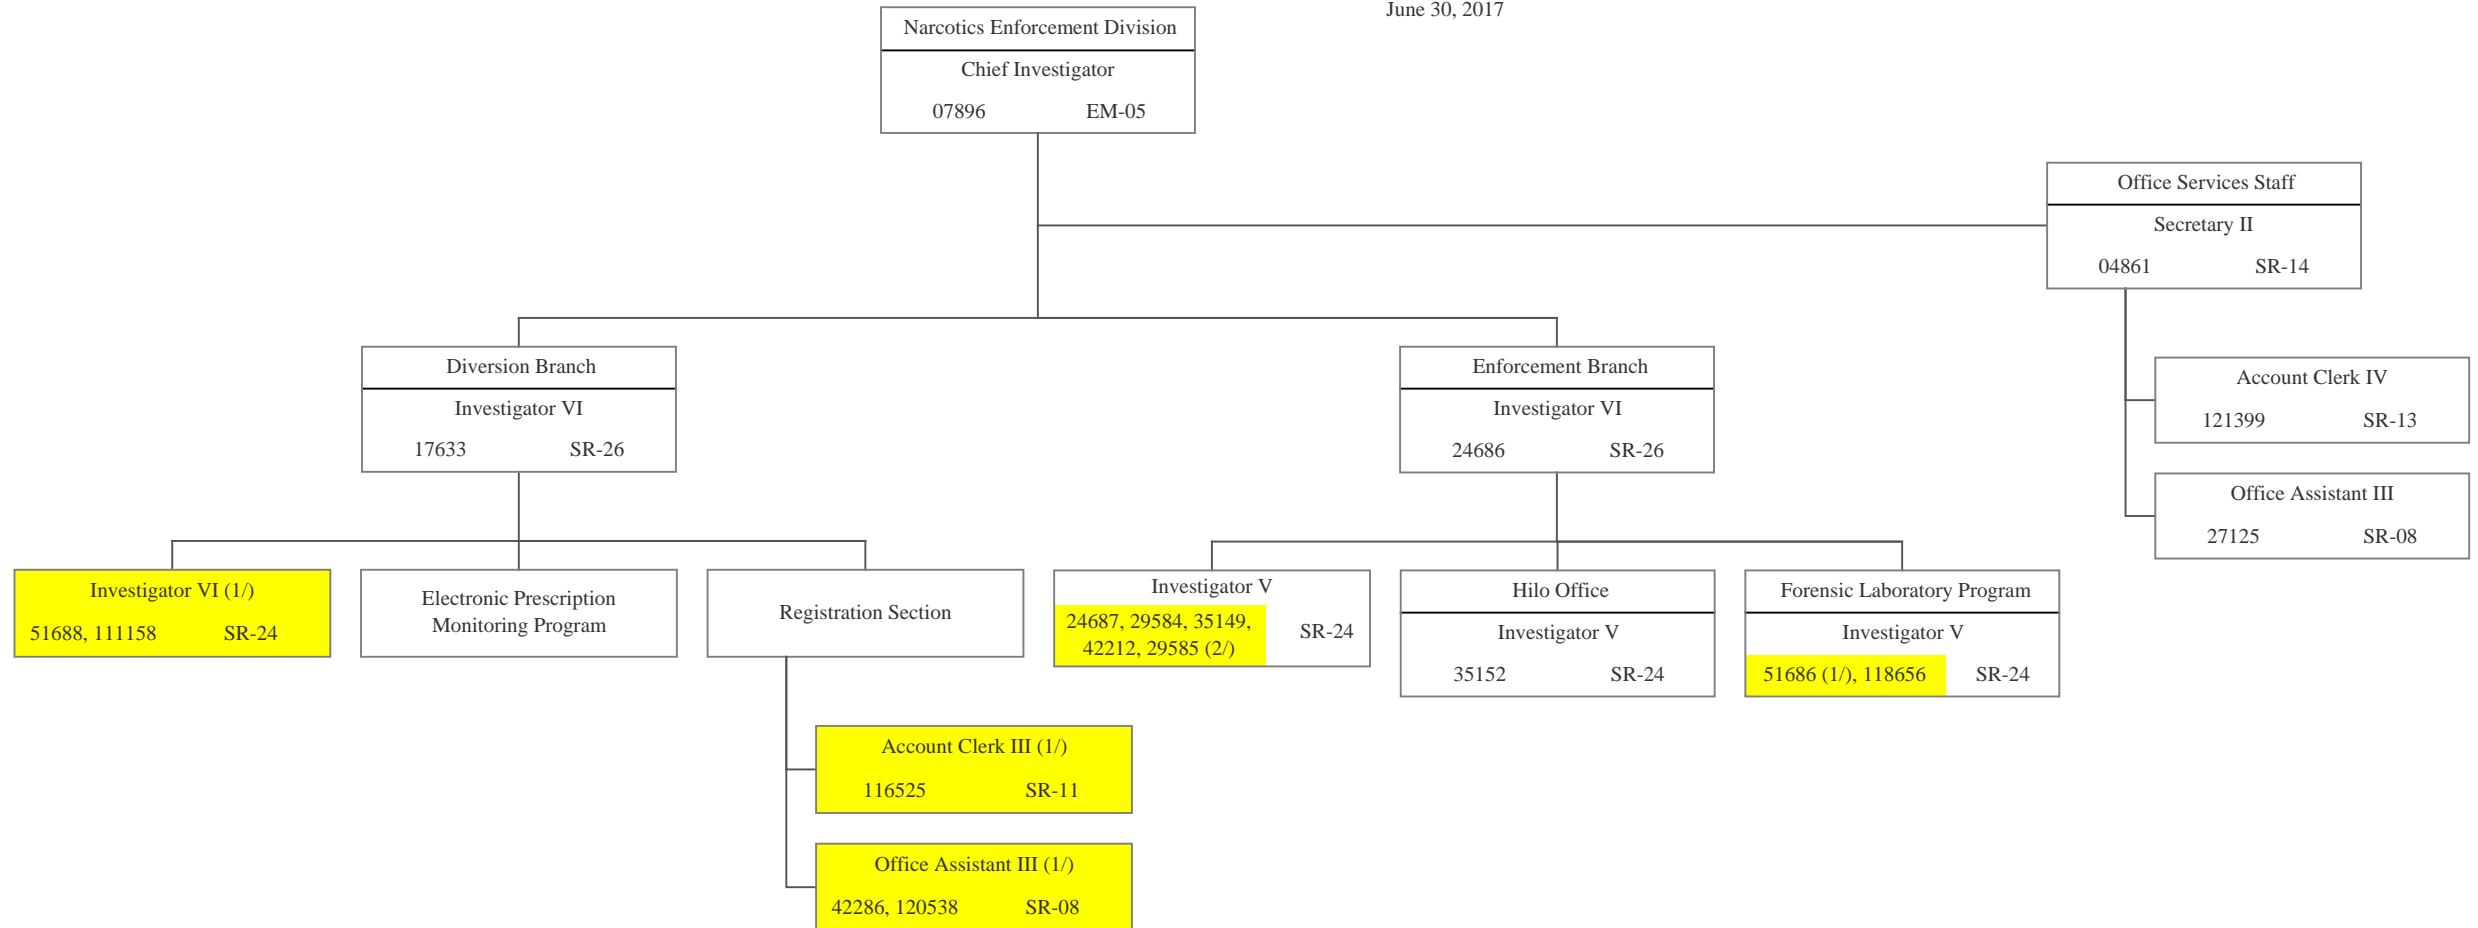 June 30, 2017
Narcotics Enforcement Division
Chief Investigator
07896 EM-05
Office Services Staff
Secretary II
04861 SR-14
Diversion Branch
Investigator VI
17633 SR-26
Enforcement Branch
Investigator VI
24686 SR-26
Account Clerk IV
121399 SR-13
Office Assistant III
27125 SR-08
Investigator VI (1/)
51688, 111158 SR-24
Electronic Prescription
Monitoring Program
Registration Section
Investigator V
24687, 29584, 35149,
42212, 29585 (2/)
SR-24
Hilo Office
Investigator V
35152 SR-24
Forensic Laboratory Program
Investigator V
51686 (1/), 118656 SR-24
Account Clerk III (1/)
116525 SR-11
Office Assistant III (1/)
42286, 120538 SR-08